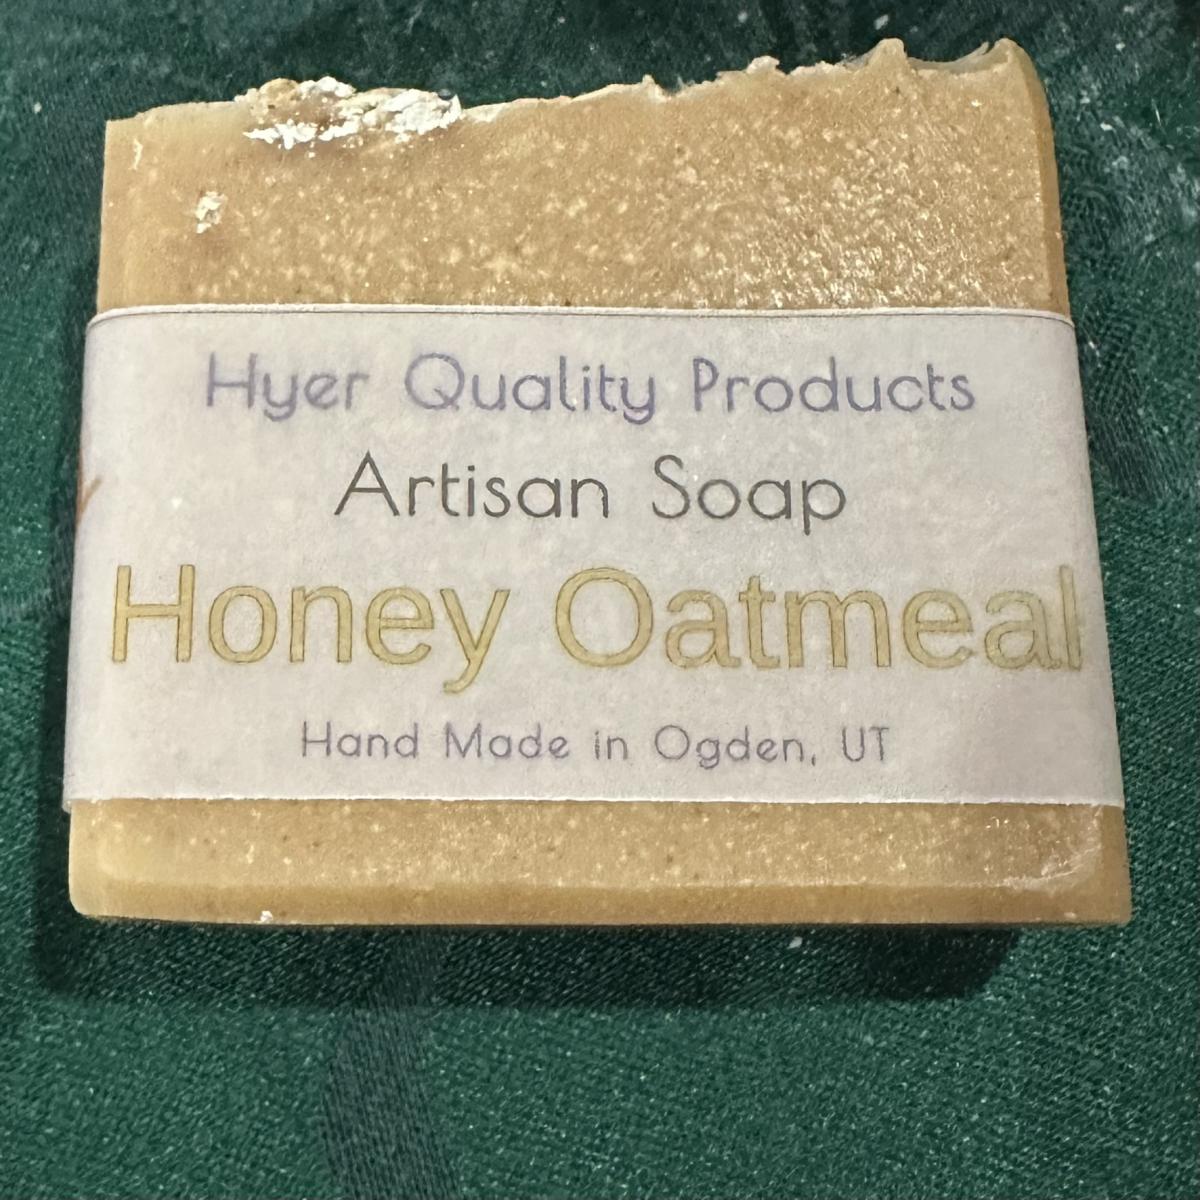 Hyer Quality Products
Artisan Soap
Honey Oatmeal
Hand Made in Ogden, UT